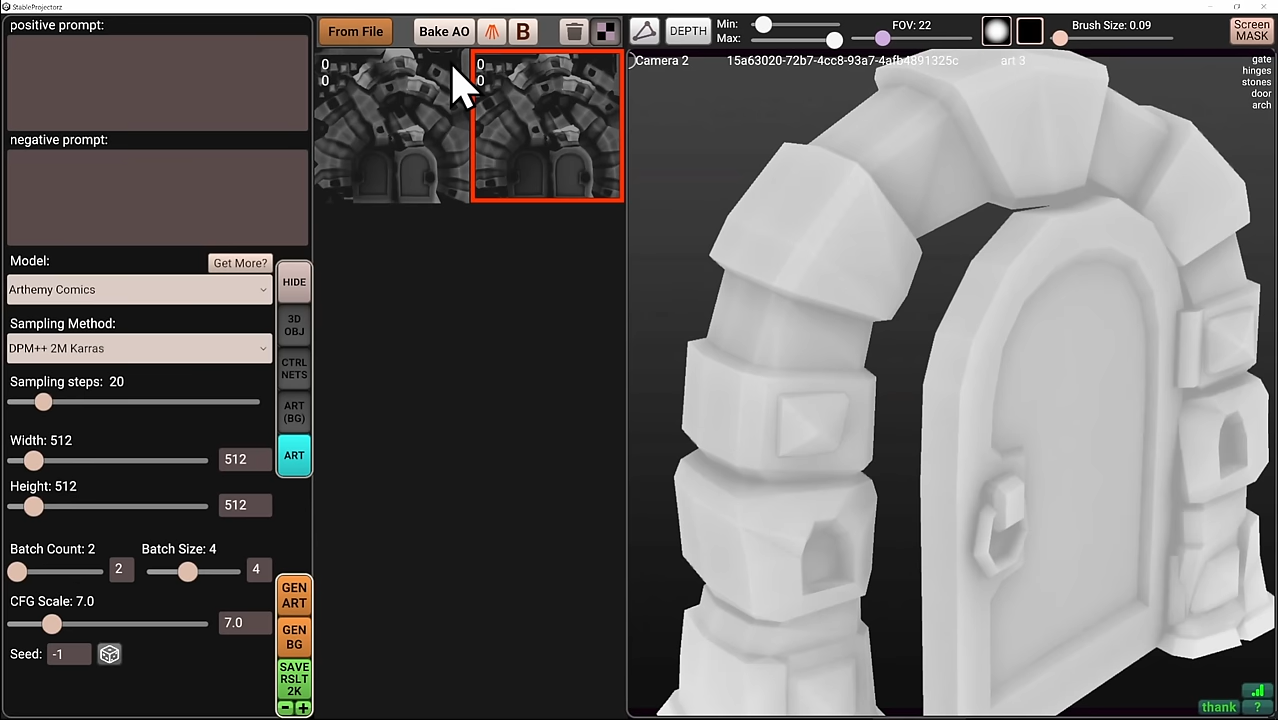 StableProjectorz
positive prompt:
negative prompt:
Model:
Get More?
Arthemy Comics
Sampling Method:
DPM++ 2M Karras
Sampling steps: 20
Width: 512
512
Height: 512
512
Batch Count: 2
Batch Size: 4
2
4
CFG Scale: 7.0
7.0
Seed:
-1
HIDE
3D
OBJ
CTRL
NETS
ART
(BG)
ART
GEN
ART
GEN
BG
SAVE
RSLT
2K
- +
From File
Bake AO
B
0
0
0
0
DEPTH
Min:
Max:
FOV: 22
Brush Size: 0.09
Screen
MASK
Camera 2
15a63020-72b7-4cc8-93a7-4afb4891325c
art 3
gate
hinges
stones
door
arch
thank
?